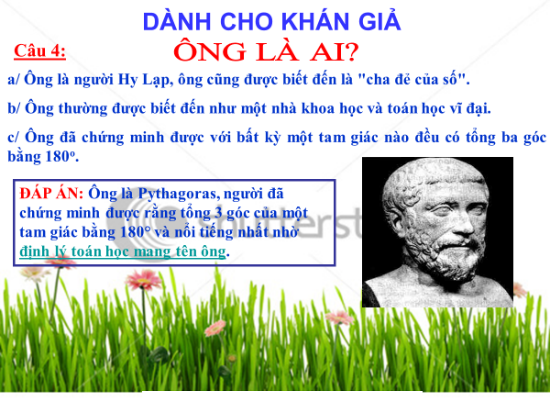 DÀNH CHO KHÁN GIẢ
Câu 4:
ÔNG LÀ AI?
a/ Ông là người Hy Lạp, ông cũng được biết đến là "cha đẻ của số".
b/ Ông thường được biết đến như một nhà khoa học và toán học vĩ đại.
c/ Ông đã chứng minh được với bất kỳ một tam giác nào đều có tổng ba góc
bằng 180º.
ĐÁP ÁN: Ông là Pythagoras, người đã
chứng minh được rằng tổng 3 góc của một
tam giác bằng 180° và nổi tiếng nhất nhờ
định lý toán học mang tên ông.